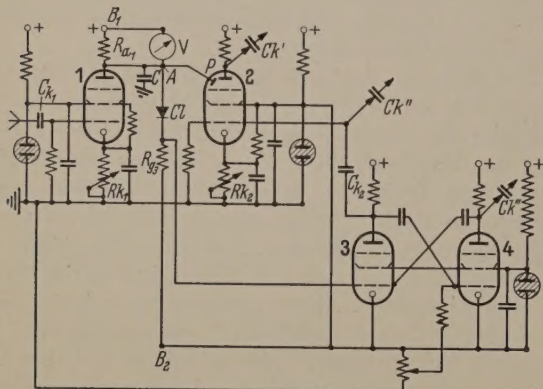 B1
+ + + + +
Ra1 V
1 C A P 2 Ck'
Ck1 Cl Ck"
Rg3
Rk1 Rk2 Ck2 + + +
Ck"'
3 4
B2